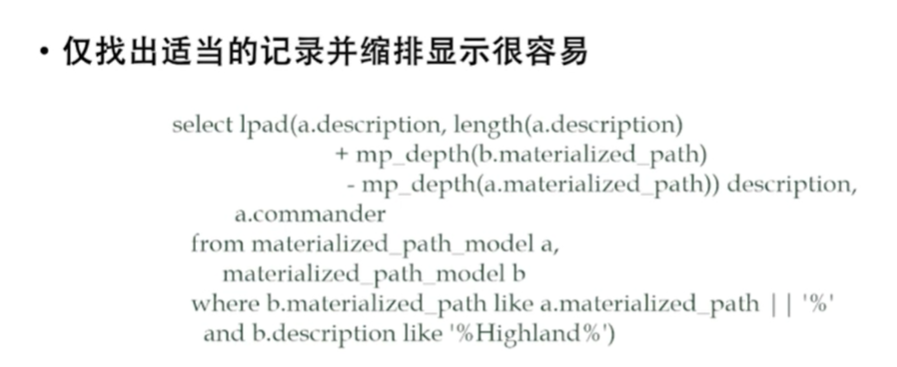 • 仅找出适当的记录并缩排显示很容易
select lpad(a.description, length(a.description)
+ mp_depth(b.materialized_path)
- mp_depth(a.materialized_path)) description,
a.commander
from materialized_path_model a,
materialized_path_model b
where b.materialized_path like a.materialized_path || '%'
and b.description like '%Highland%')